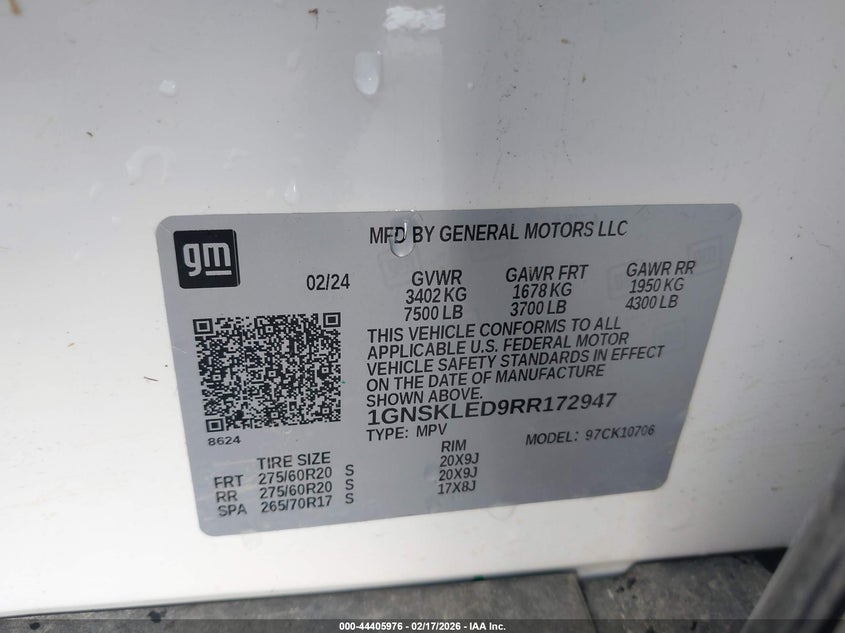 gm
MFD BY GENERAL MOTORS LLC
02/24
GVWR
3402 KG
7500 LB
GAWR FRT
1678 KG
3700 LB
GAWR RR
1950 KG
4300 LB
THIS VEHICLE CONFORMS TO ALL
APPLICABLE U.S. FEDERAL MOTOR
VEHICLE SAFETY STANDARDS IN EFFECT
ON THE DATE OF MANUFACTURE
SHOWN ABOVE.
1GNSKLED9RR172947
TYPE: MPV
MODEL: 97CK10706
8624
TIRE SIZE RIM
FRT 275/60R20 S 20X9J
RR 275/60R20 S 20X9J
SPA 265/70R17 S 17X8J
000-44405976 - 02/17/2026 - IAA Inc.